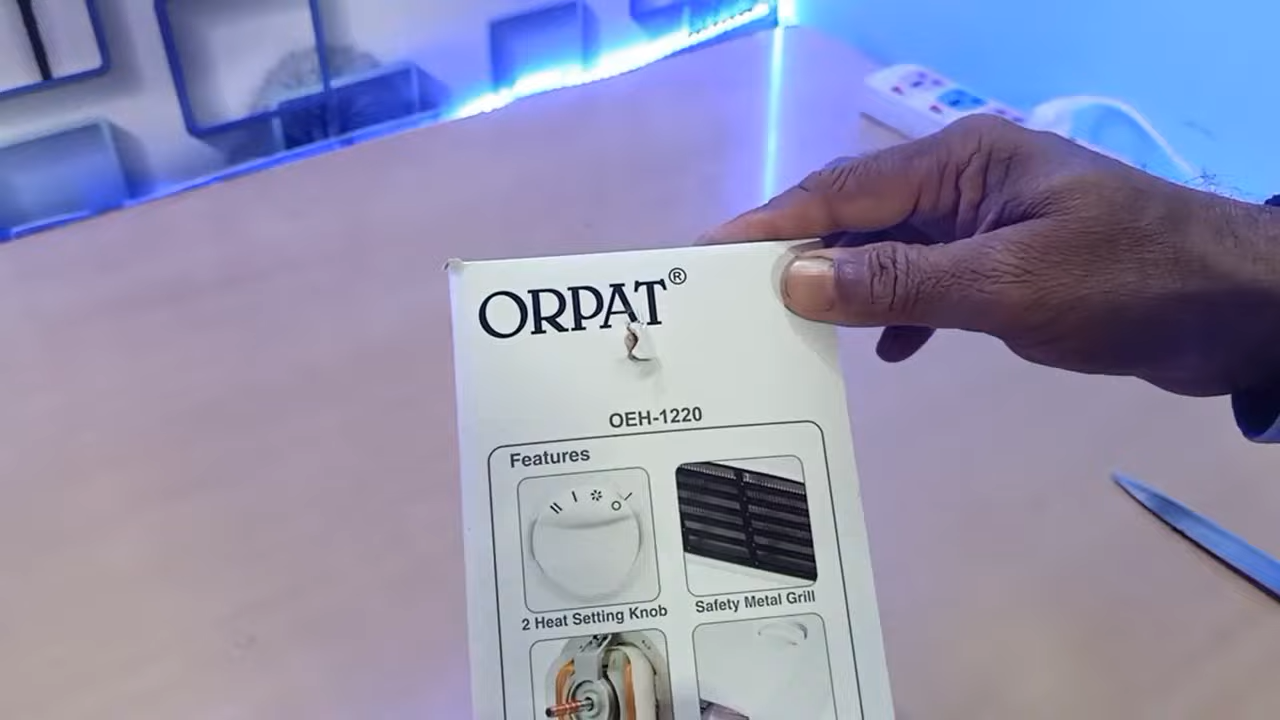 ORPAT®
OEH-1220
Features
2 Heat Setting Knob
Safety Metal Grill